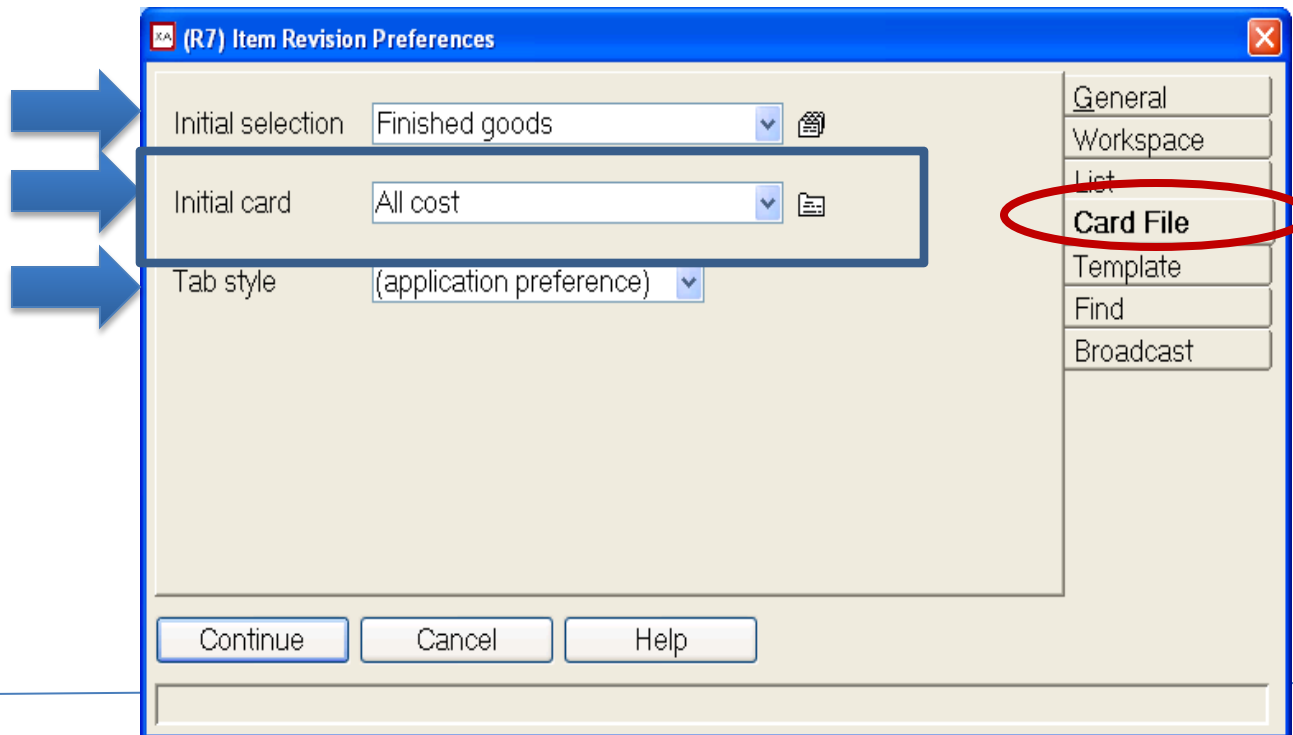 XA (R7) Item Revision Preferences
Initial selection Finished goods
Initial card All cost
Tab style (application preference)
General
Workspace
List
Card File
Template
Find
Broadcast
Continue Cancel Help